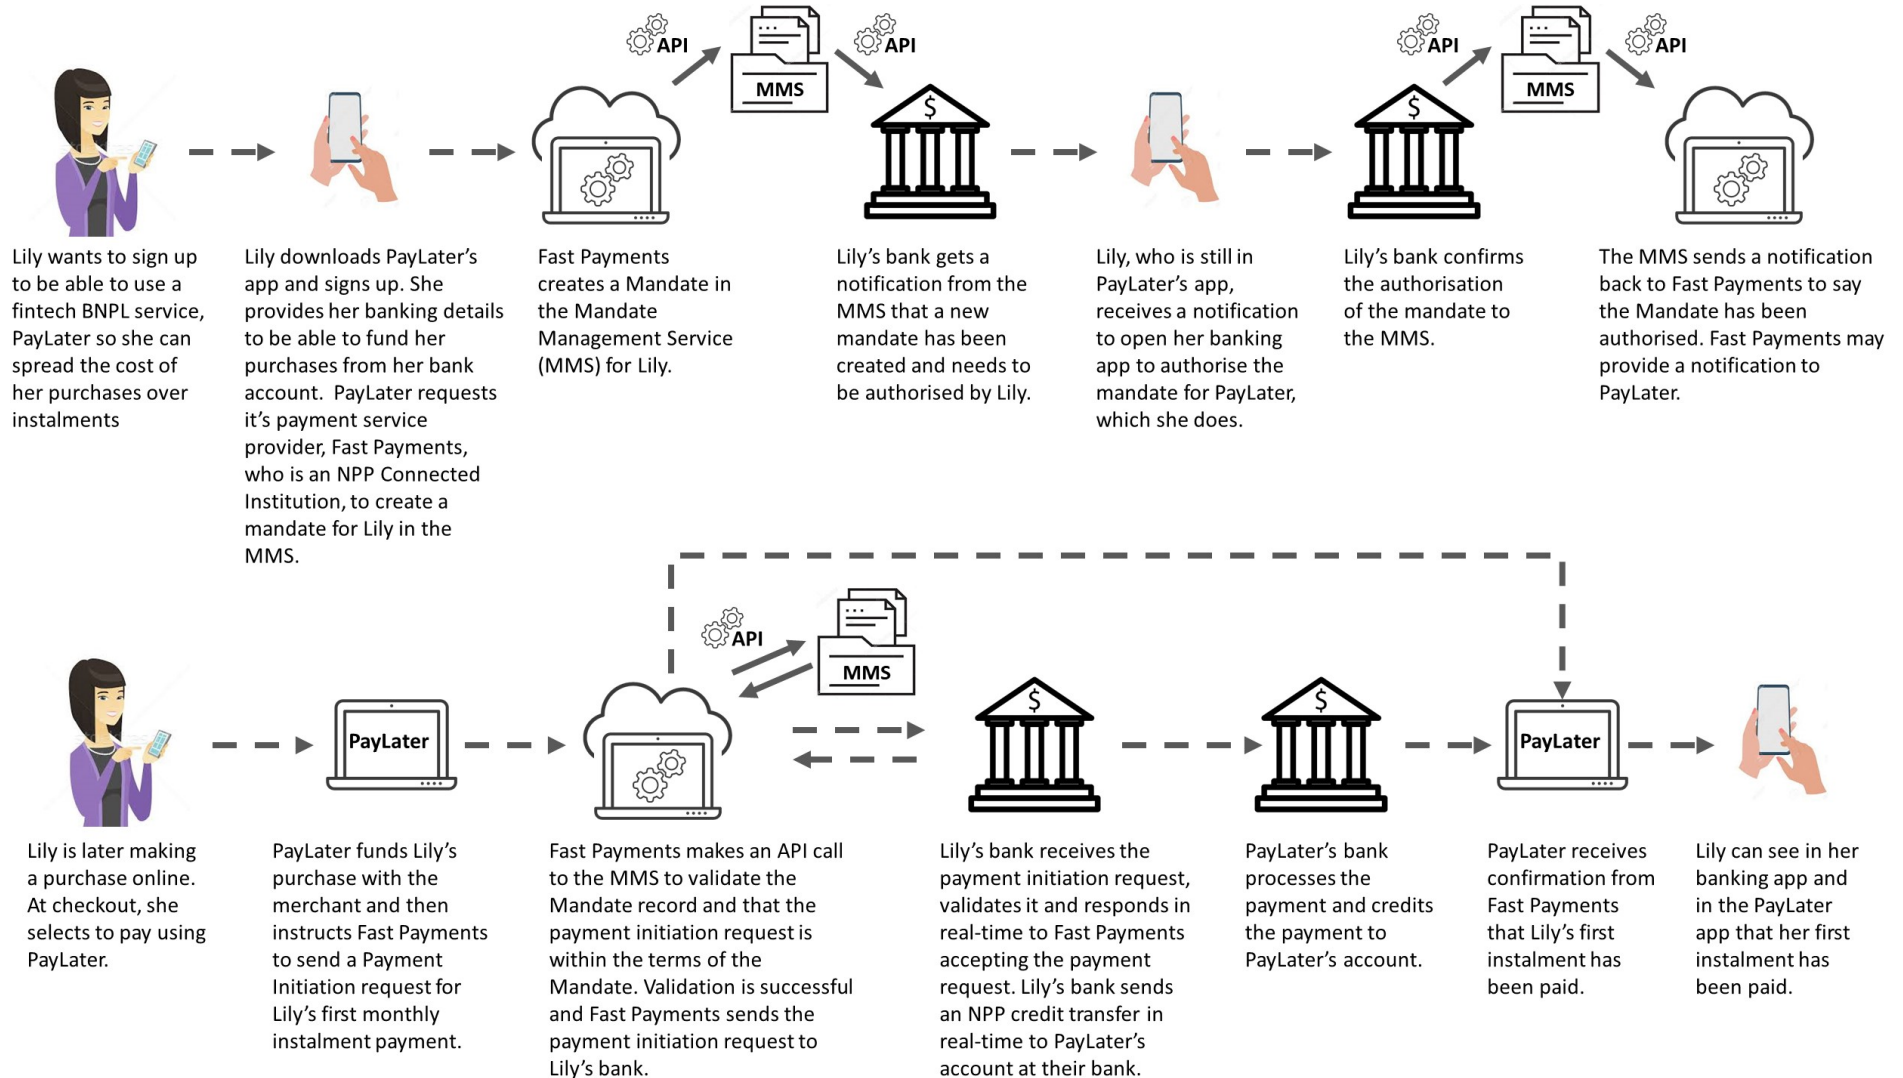 API
MMS
API
$
API
MMS
API
$
Lily wants to sign up
to be able to use a
fintech BNPL service,
PayLater so she can
spread the cost of
her purchases over
instalments
Lily downloads PayLater’s
app and signs up. She
provides her banking details
to be able to fund her
purchases from her bank
account.  PayLater requests
it’s payment service
provider, Fast Payments,
who is an NPP Connected
Institution, to create a
mandate for Lily in the
MMS.
Fast Payments
creates a Mandate in
the Mandate
Management Service
(MMS) for Lily.
Lily’s bank gets a
notification from the
MMS that a new
mandate has been
created and needs to
be authorised by Lily.
Lily, who is still in
PayLater’s app,
receives a notification
to open her banking
app to authorise the
mandate for PayLater,
which she does.
Lily’s bank confirms
the authorisation
of the mandate to
the MMS.
The MMS sends a notification
back to Fast Payments to say
the Mandate has been
authorised. Fast Payments may
provide a notification to
PayLater.
API
MMS
PayLater
$
$
PayLater
Lily is later making
a purchase online.
At checkout, she
selects to pay using
PayLater.
PayLater funds Lily’s
purchase with the
merchant and then
instructs Fast Payments
to send a Payment
Initiation request for
Lily’s first monthly
instalment payment.
Fast Payments makes an API call
to the MMS to validate the
Mandate record and that the
payment initiation request is
within the terms of the
Mandate. Validation is successful
and Fast Payments sends the
payment initiation request to
Lily’s bank.
Lily’s bank receives the
payment initiation request,
validates it and responds in
real-time to Fast Payments
accepting the payment
request. Lily’s bank sends
an NPP credit transfer in
real-time to PayLater’s
account at their bank.
PayLater’s bank
processes the
payment and credits
the payment to
PayLater’s account.
PayLater receives
confirmation from
Fast Payments
that Lily’s first
instalment has
been paid.
Lily can see in her
banking app and
in the PayLater
app that her first
instalment has
been paid.